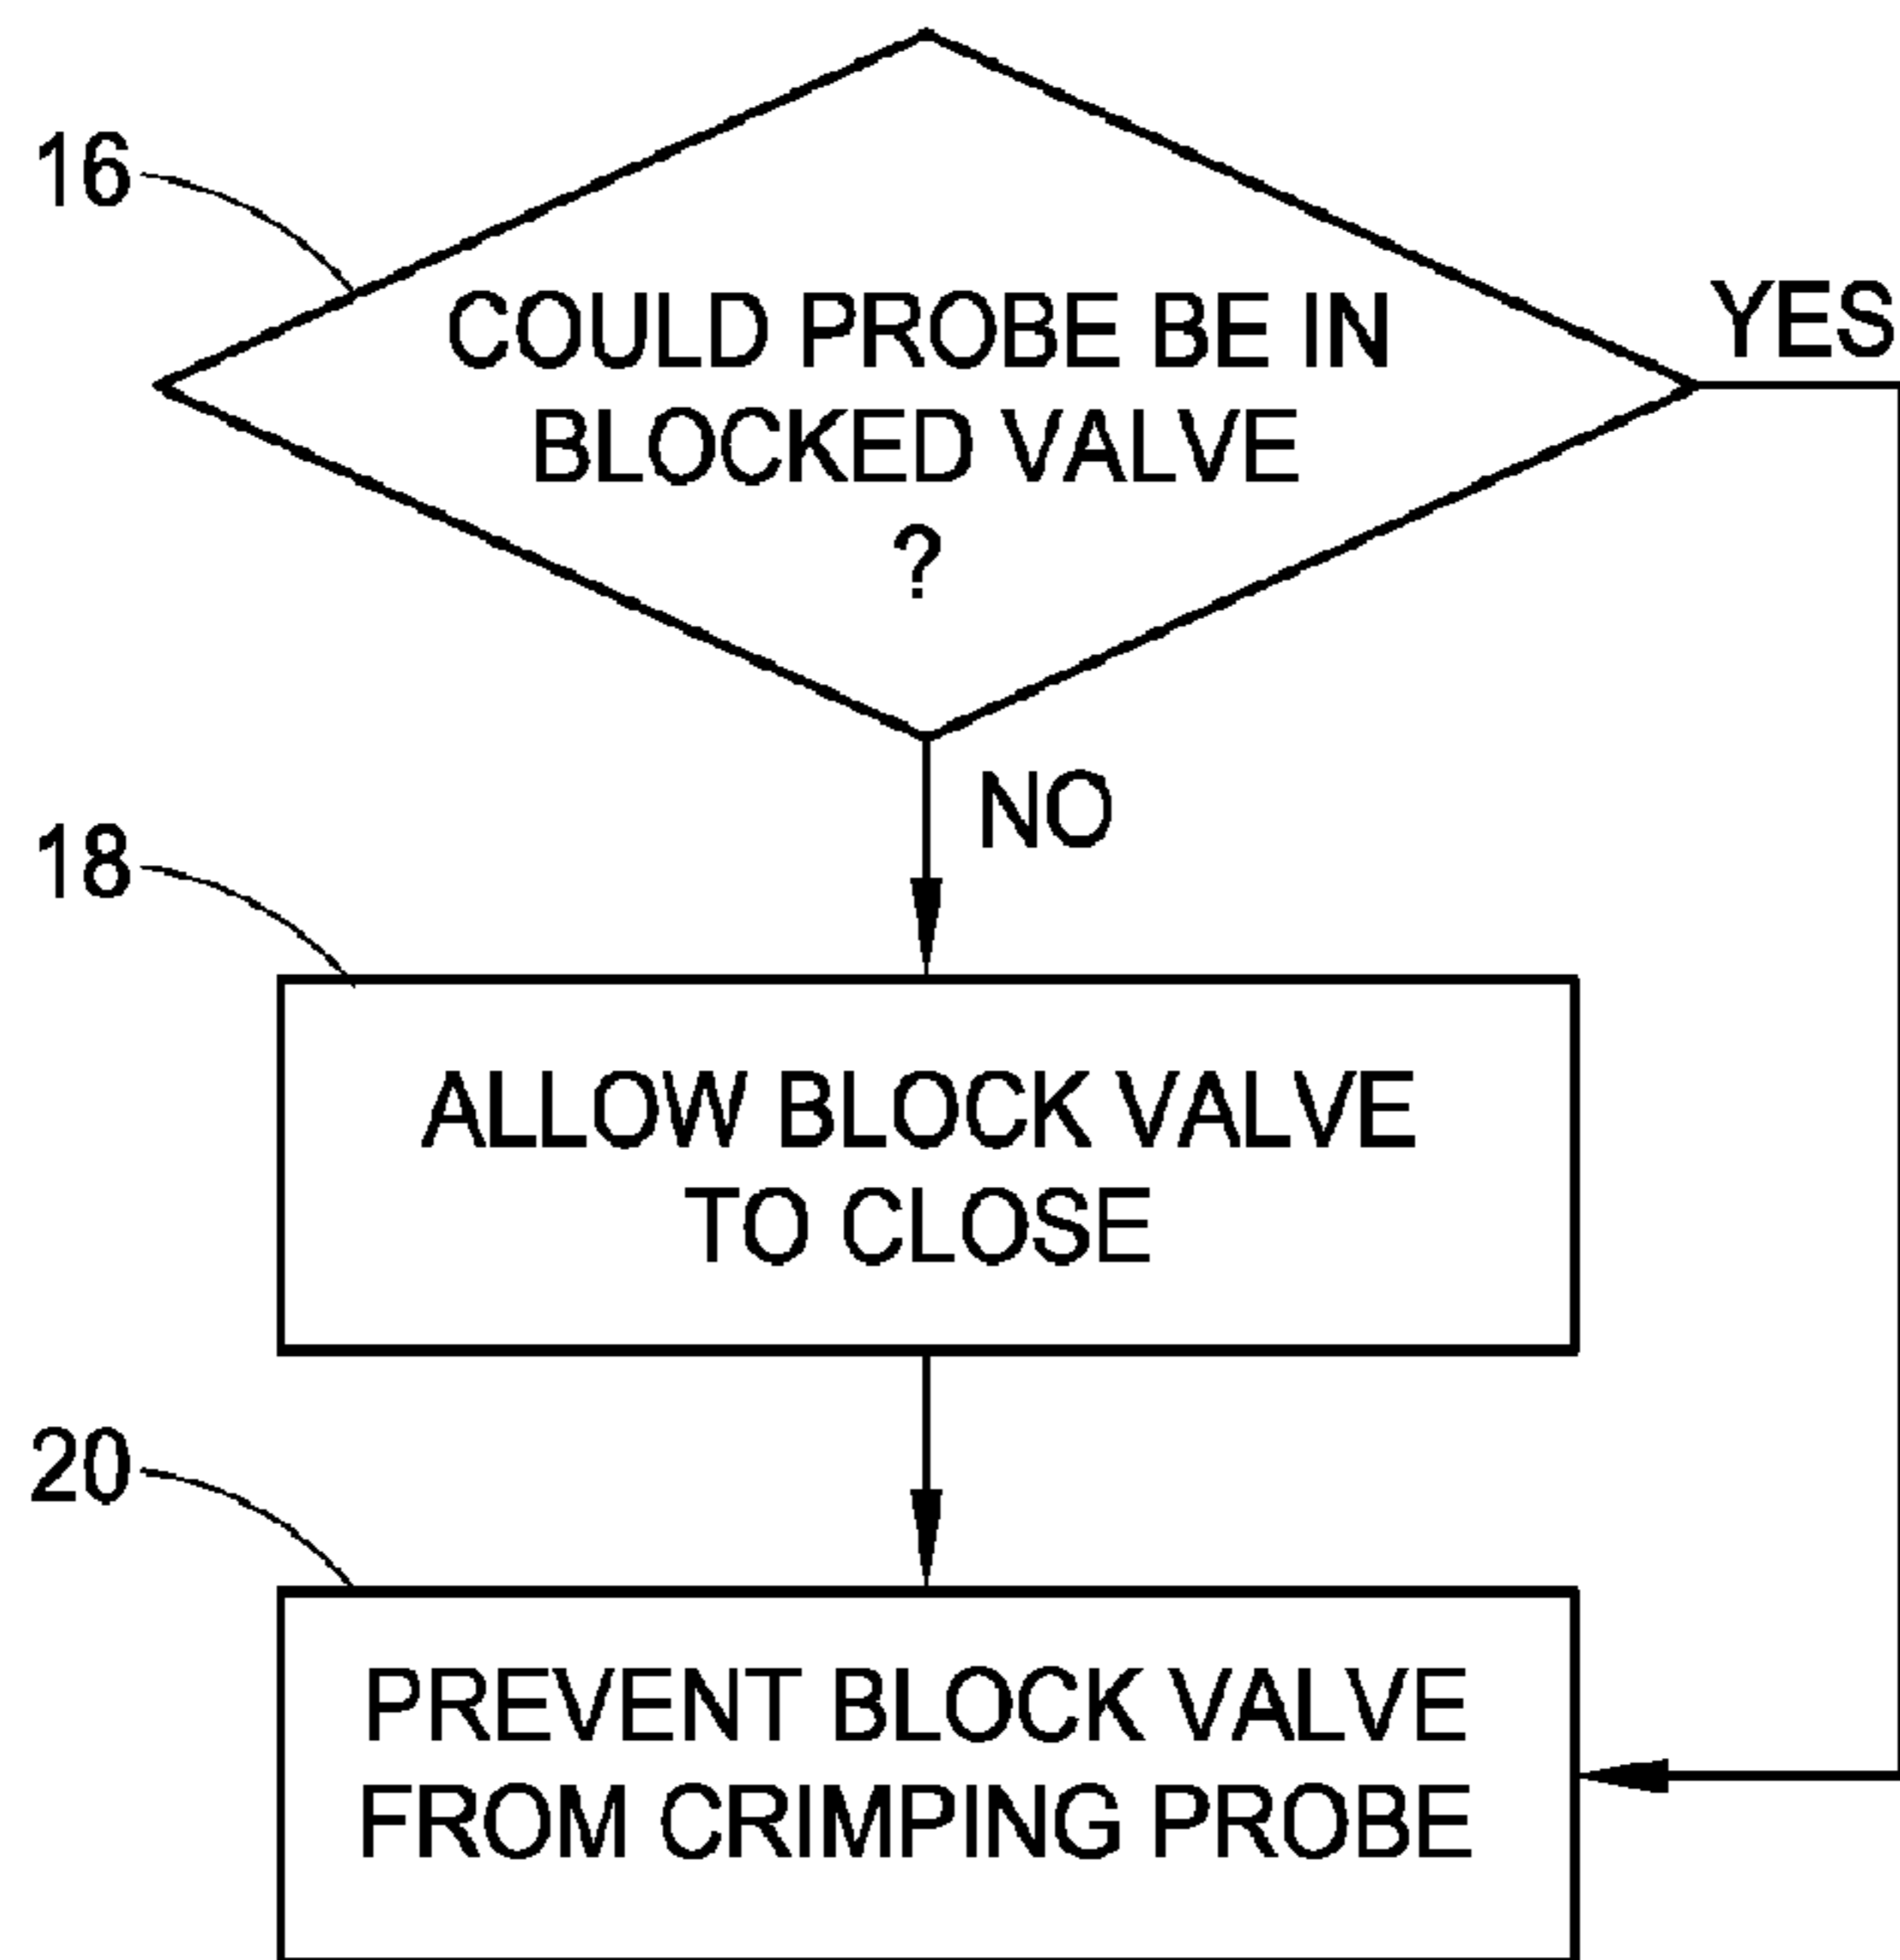 16
COULD PROBE BE IN
BLOCKED VALVE
?
YES
NO
18
ALLOW BLOCK VALVE
TO CLOSE
20
PREVENT BLOCK VALVE
FROM CRIMPING PROBE